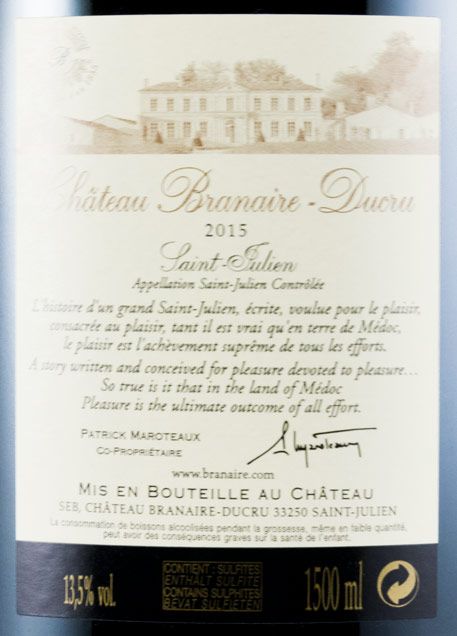 Château Branaire-Ducru
2015
Saint-Julien
Appellation Saint-Julien Contrôlée
L'histoire d'un grand Saint-Julien, écrite, voulue pour le plaisir,
consacrée au plaisir, tant il est vrai qu'en terre de Médoc,
le plaisir est l'achèvement suprême de tous les efforts.
A story written and conceived for pleasure devoted to pleasure...
So true is it that in the land of Médoc
Pleasure is the ultimate outcome of all effort.
PATRICK MAROTEAUX
CO-PROPRIÉTAIRE
www.branaire.com
MIS EN BOUTEILLE AU CHÂTEAU
SEB, CHÂTEAU BRANAIRE-DUCRU 33250 SAINT-JULIEN
La consommation de boissons alcoolisées pendant la grossesse, même en faible quantité,
peut avoir des conséquences graves sur la santé de l'enfant.
13,5% vol.
CONTIENT : SULFITES
ENTHÄLT SULFITE
CONTAINS SULPHITES
BEVAT SULFIETEN
1500 ml